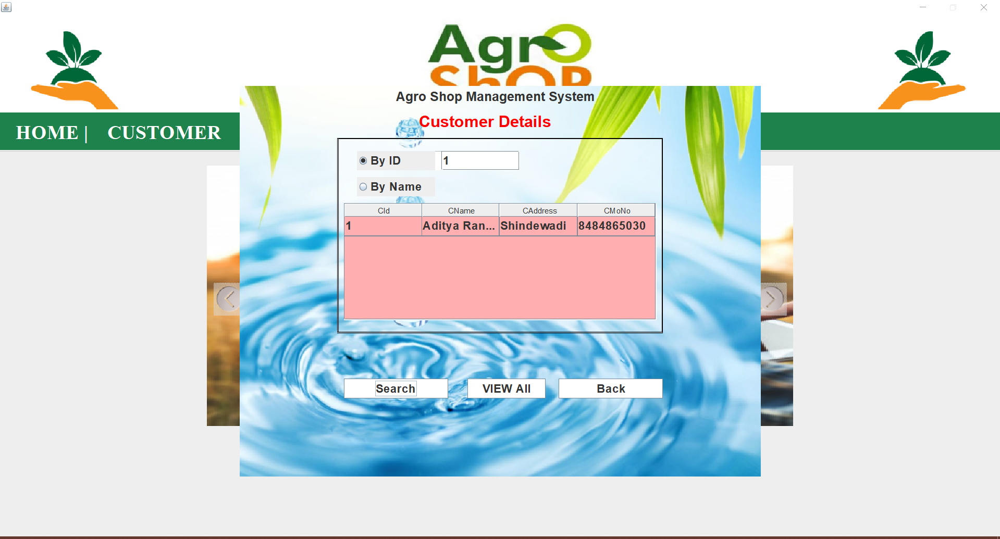 Agro
ShOP
Agro Shop Management System
Customer Details
HOME |    CUSTOMER
By ID 1
By Name
CId CName CAddress CMoNo
1 Aditya Ran... Shindewadi 8484865030
Search VIEW All Back